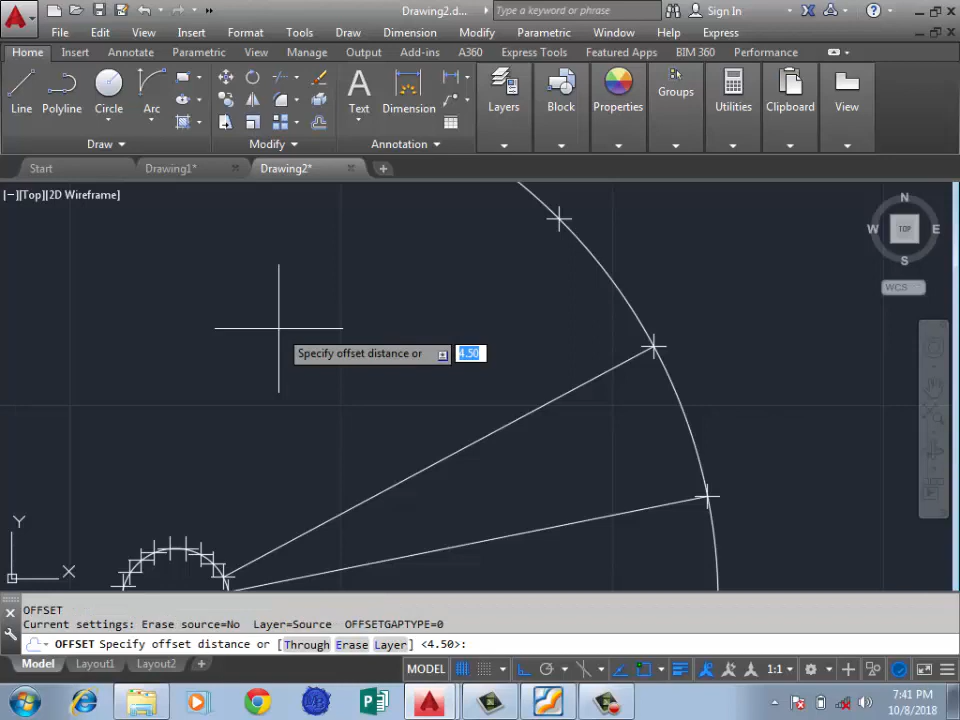 Drawing2.d...
Type a keyword or phrase
Sign In
File Edit View Insert Format Tools Draw Dimension Modify Parametric Window Help Express
Home Insert Annotate Parametric View Manage Output Add-ins A360 Express Tools Featured Apps BIM 360 Performance
Line Polyline Circle Arc Text Dimension Layers Block Properties Groups Utilities Clipboard View
Draw Modify Annotation
Start Drawing1* Drawing2*
[−][Top][2D Wireframe]
N
W TOP E
S
WCS
Specify offset distance or 4.50
Y
X
OFFSET
Current settings: Erase source=No Layer=Source OFFSETGAPTYPE=0
OFFSET Specify offset distance or [Through Erase Layer] <4.50>:
Model Layout1 Layout2 + MODEL 1:1
7:41 PM
10/8/2018